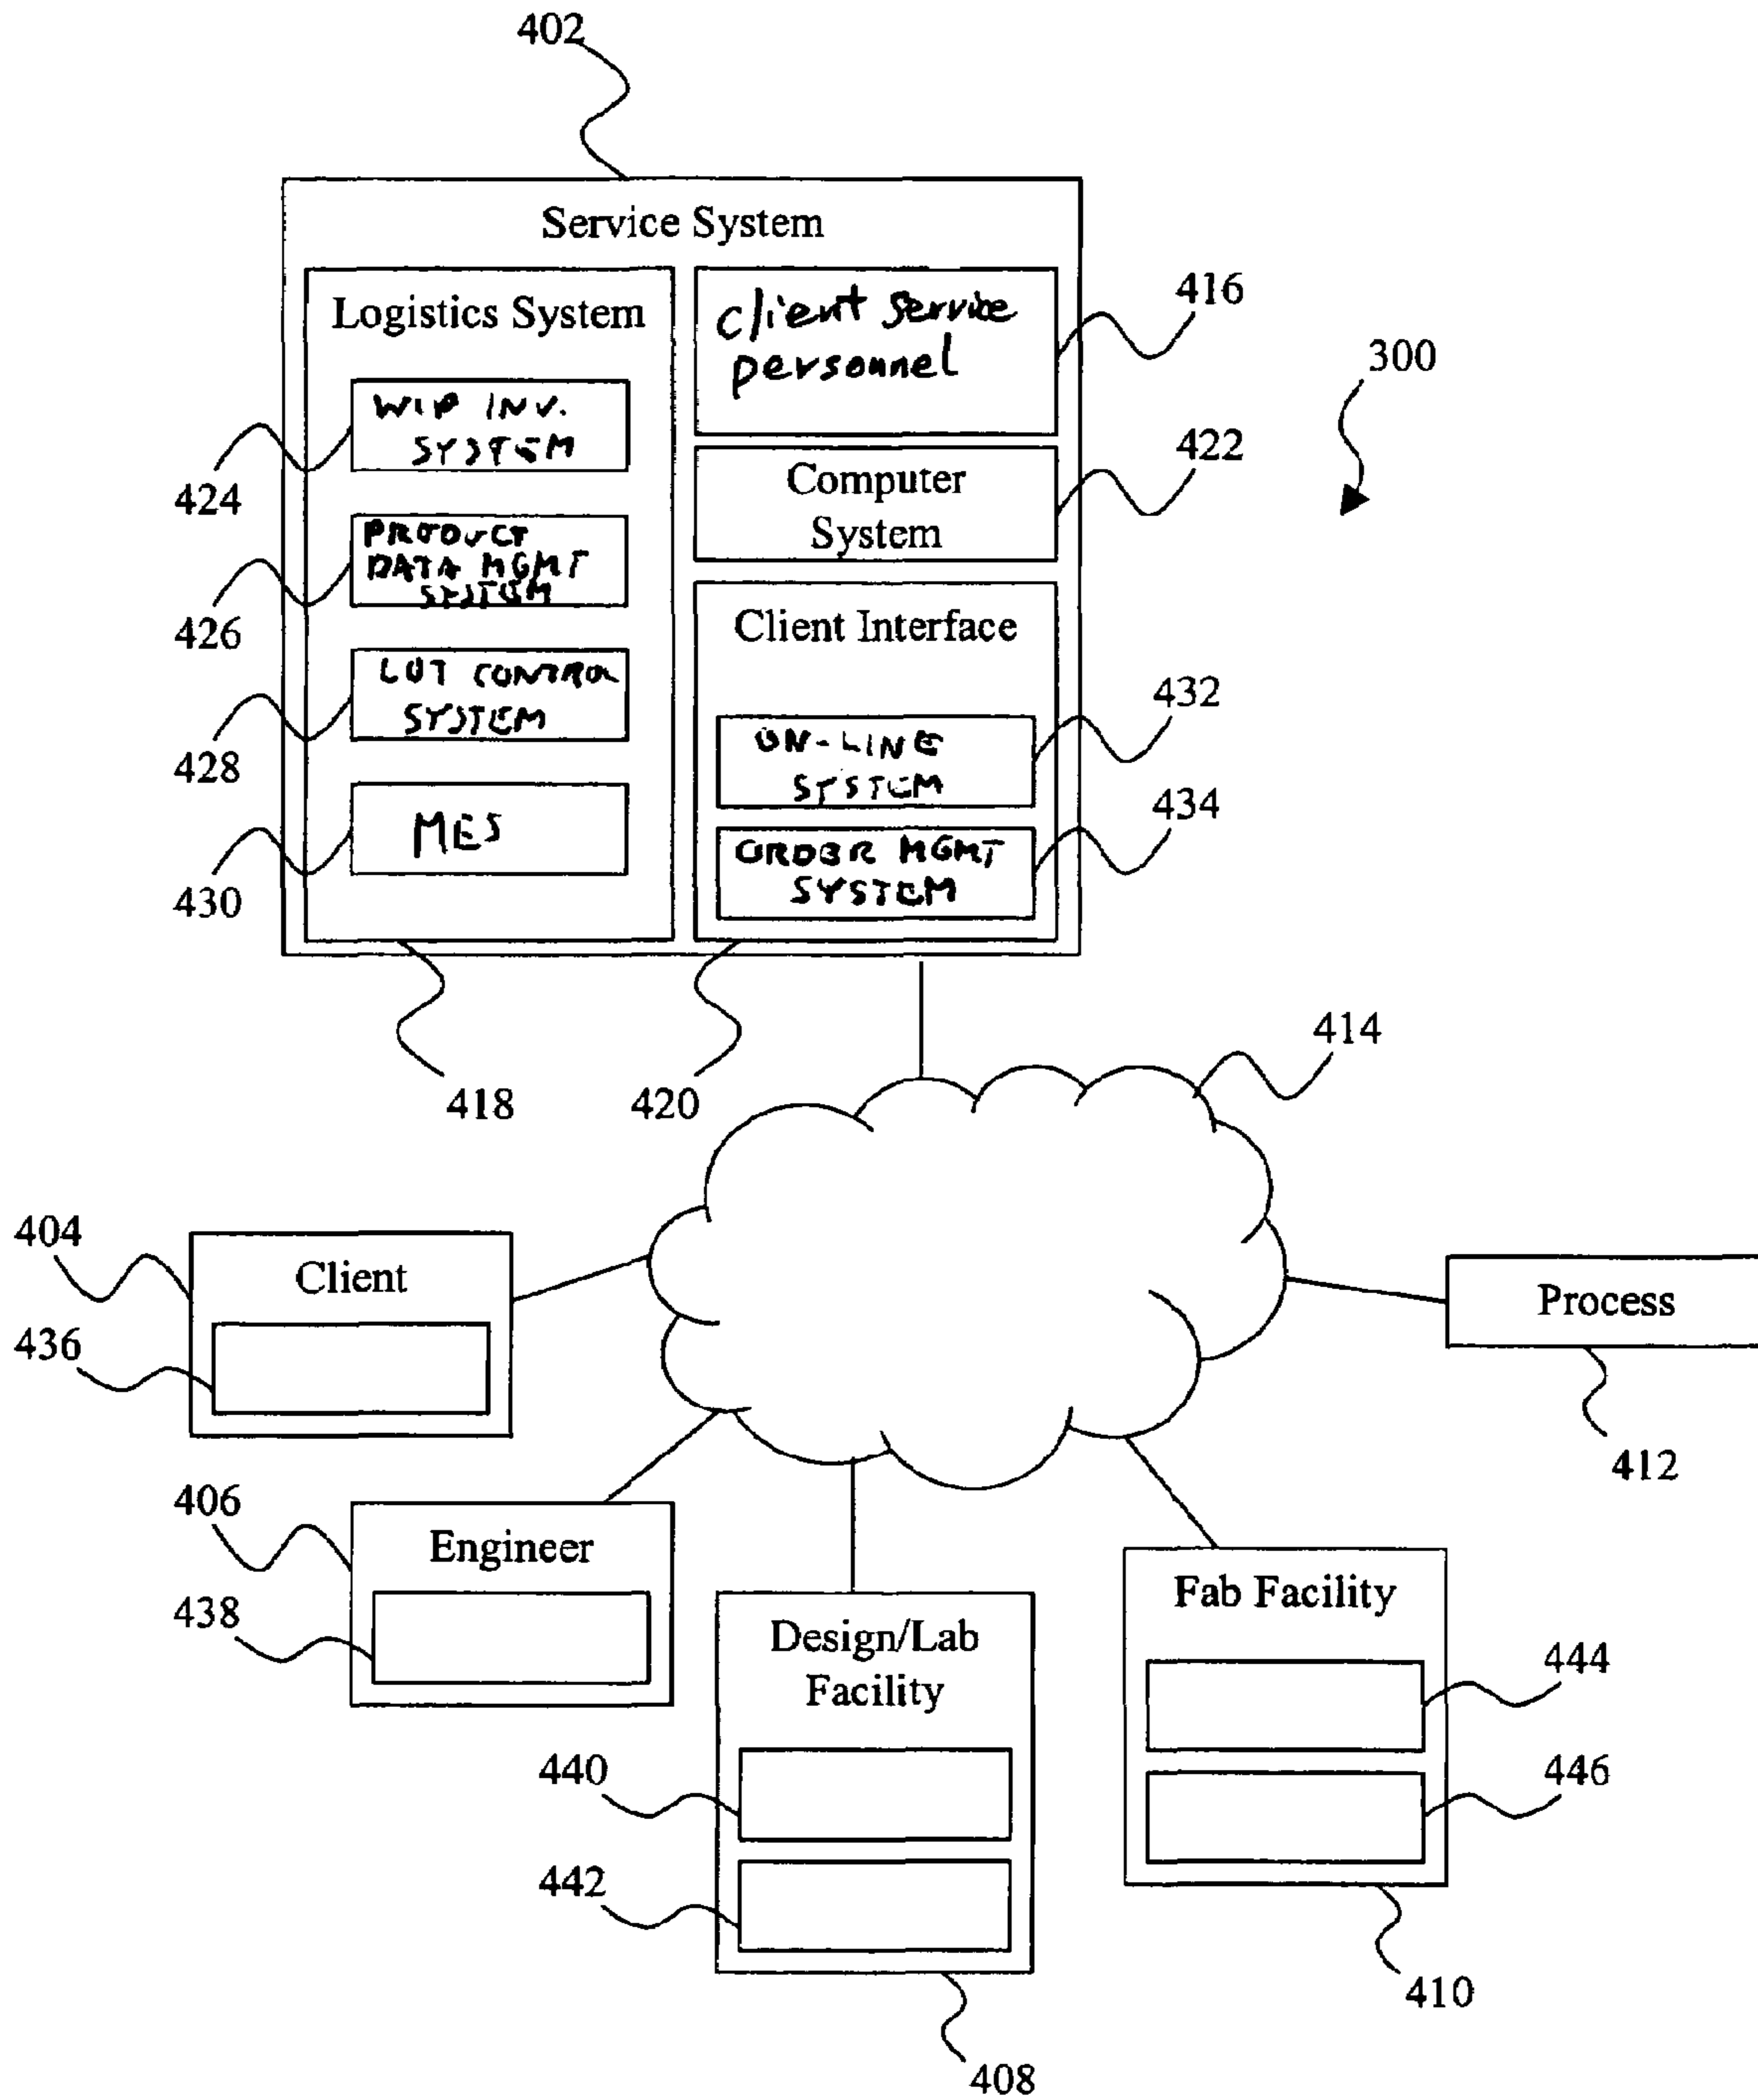 402
Service System
Logistics System
WIP INV.
SYSTEM
424
PRODUCT
DATA MGMT
SYSTEM
426
LOT CONTROL
SYSTEM
428
MES
430
client service
personnel
416
Computer
System
422
Client Interface
ON-LINE
SYSTEM
432
ORDER MGMT
SYSTEM
434
300
418
420
414
404
Client
436
Process
412
406
Engineer
438
Design/Lab
Facility
440
442
408
Fab Facility
444
446
410